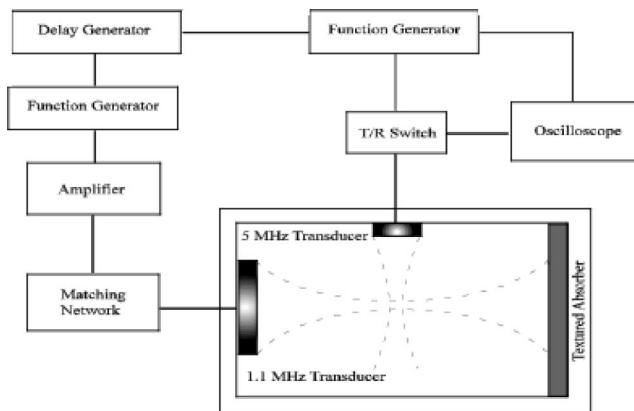 Delay Generator
Function Generator
Function Generator
T/R Switch
Oscilloscope
Amplifier
5 MHz Transducer
Matching
Network
1.1 MHz Transducer
Textured Absorber